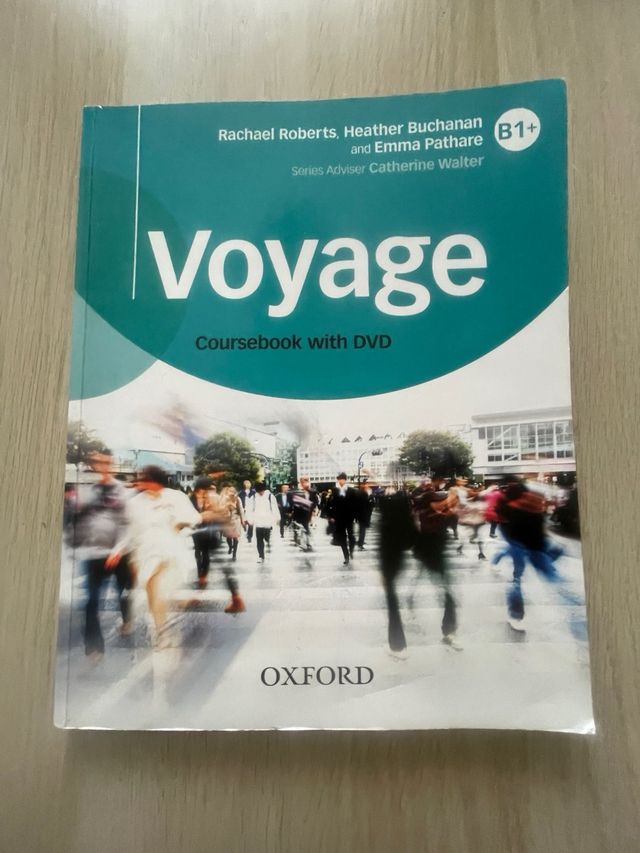 Rachael Roberts, Heather Buchanan
and Emma Pathare
B1+
Series Adviser Catherine Walter
Voyage
Coursebook with DVD
OXFORD